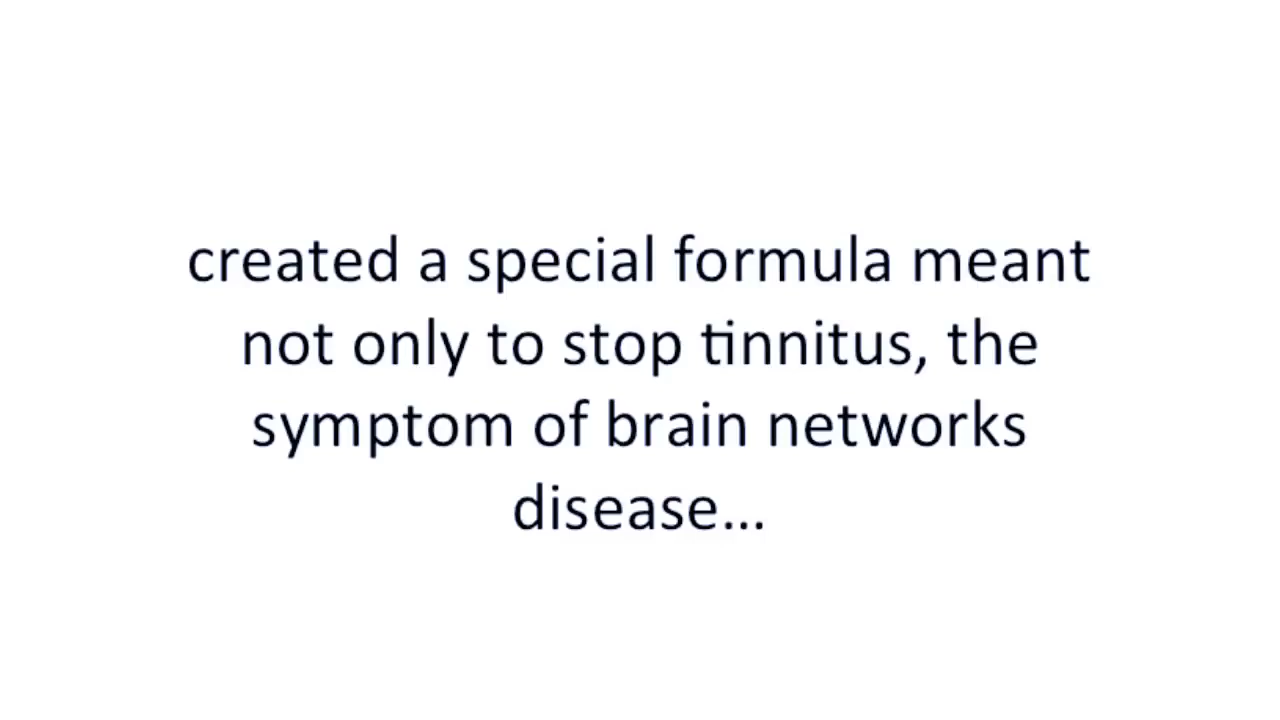 created a special formula meant
not only to stop tinnitus, the
symptom of brain networks
disease...